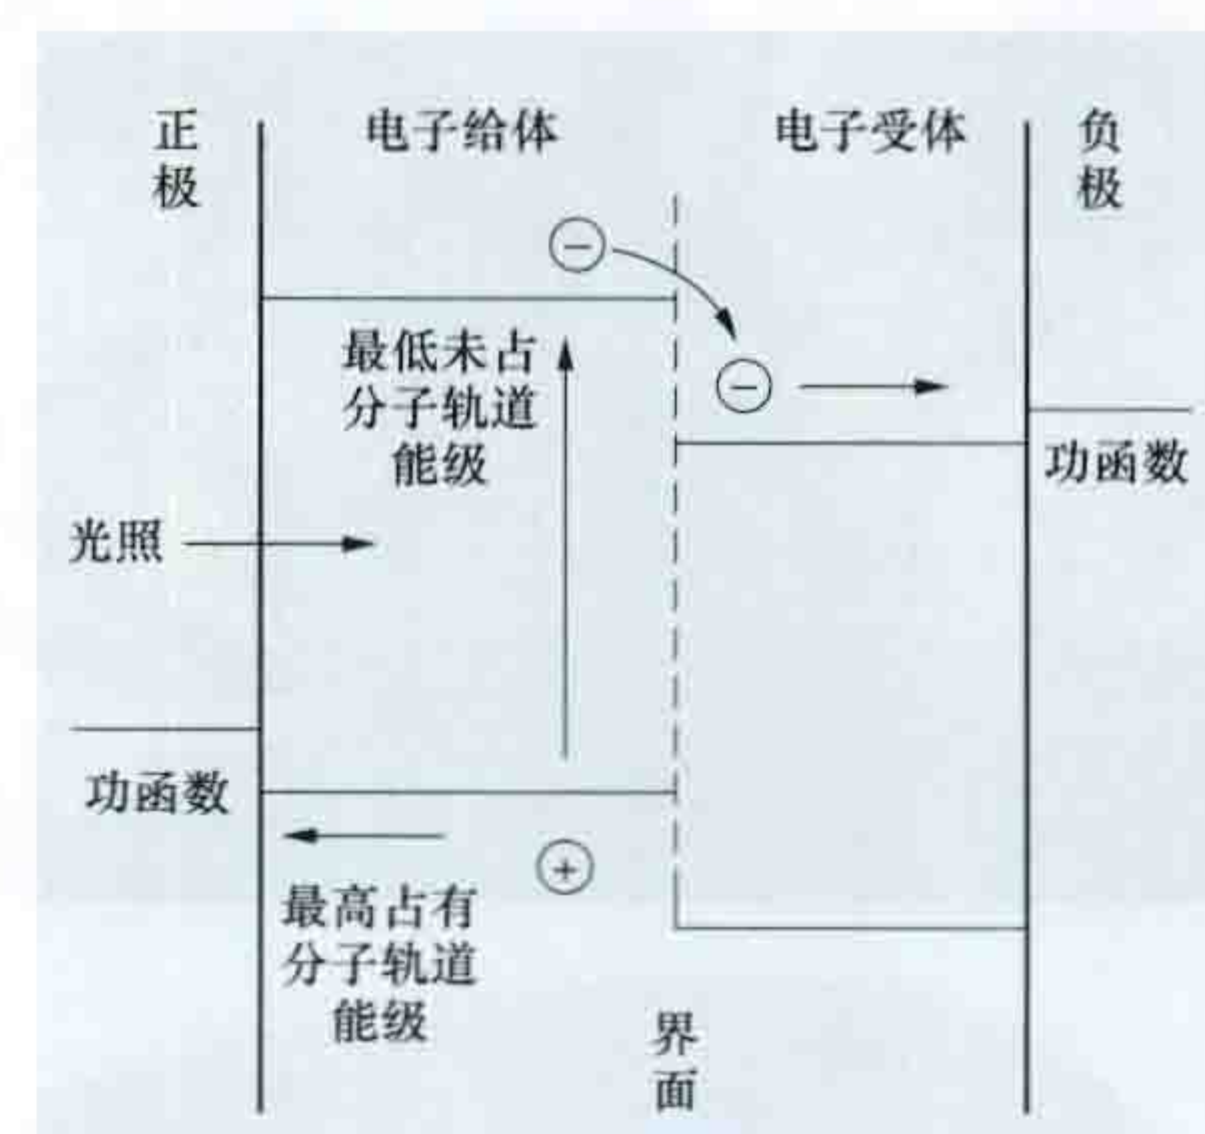 正极
电子给体
电子受体
负极
−
最低未占
分子轨道
能级
−
功函数
光照
功函数
+
最高占有
分子轨道
能级
界面